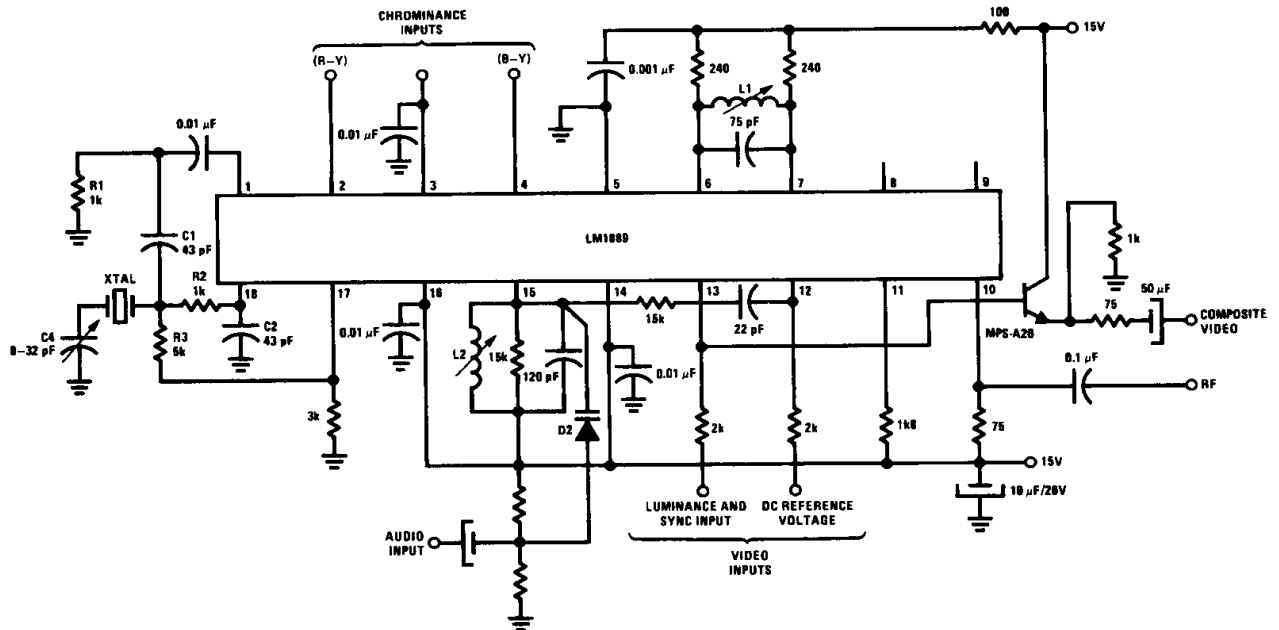 CHROMINANCE
INPUTS
(R–Y)
(B–Y)
100
15V
0.001 μF
240
240
L1
75 pF
0.01 μF
0.01 μF
R1
1k
1
2
3
4
5
6
7
8
9
LM1889
C1
43 pF
1k
XTAL
R2
1k
18
17
16
15
14
13
12
11
10
MPS-A20
75
50 μF
COMPOSITE
VIDEO
C4
8–32 pF
R3
5k
C2
43 pF
0.01 μF
L2
15k
120 pF
15k
22 pF
0.01 μF
0.1 μF
RF
3k
D2
2k
2k
1k8
75
15V
10 μF/20V
LUMINANCE AND
SYNC INPUT
DC REFERENCE
VOLTAGE
AUDIO
INPUT
VIDEO
INPUTS